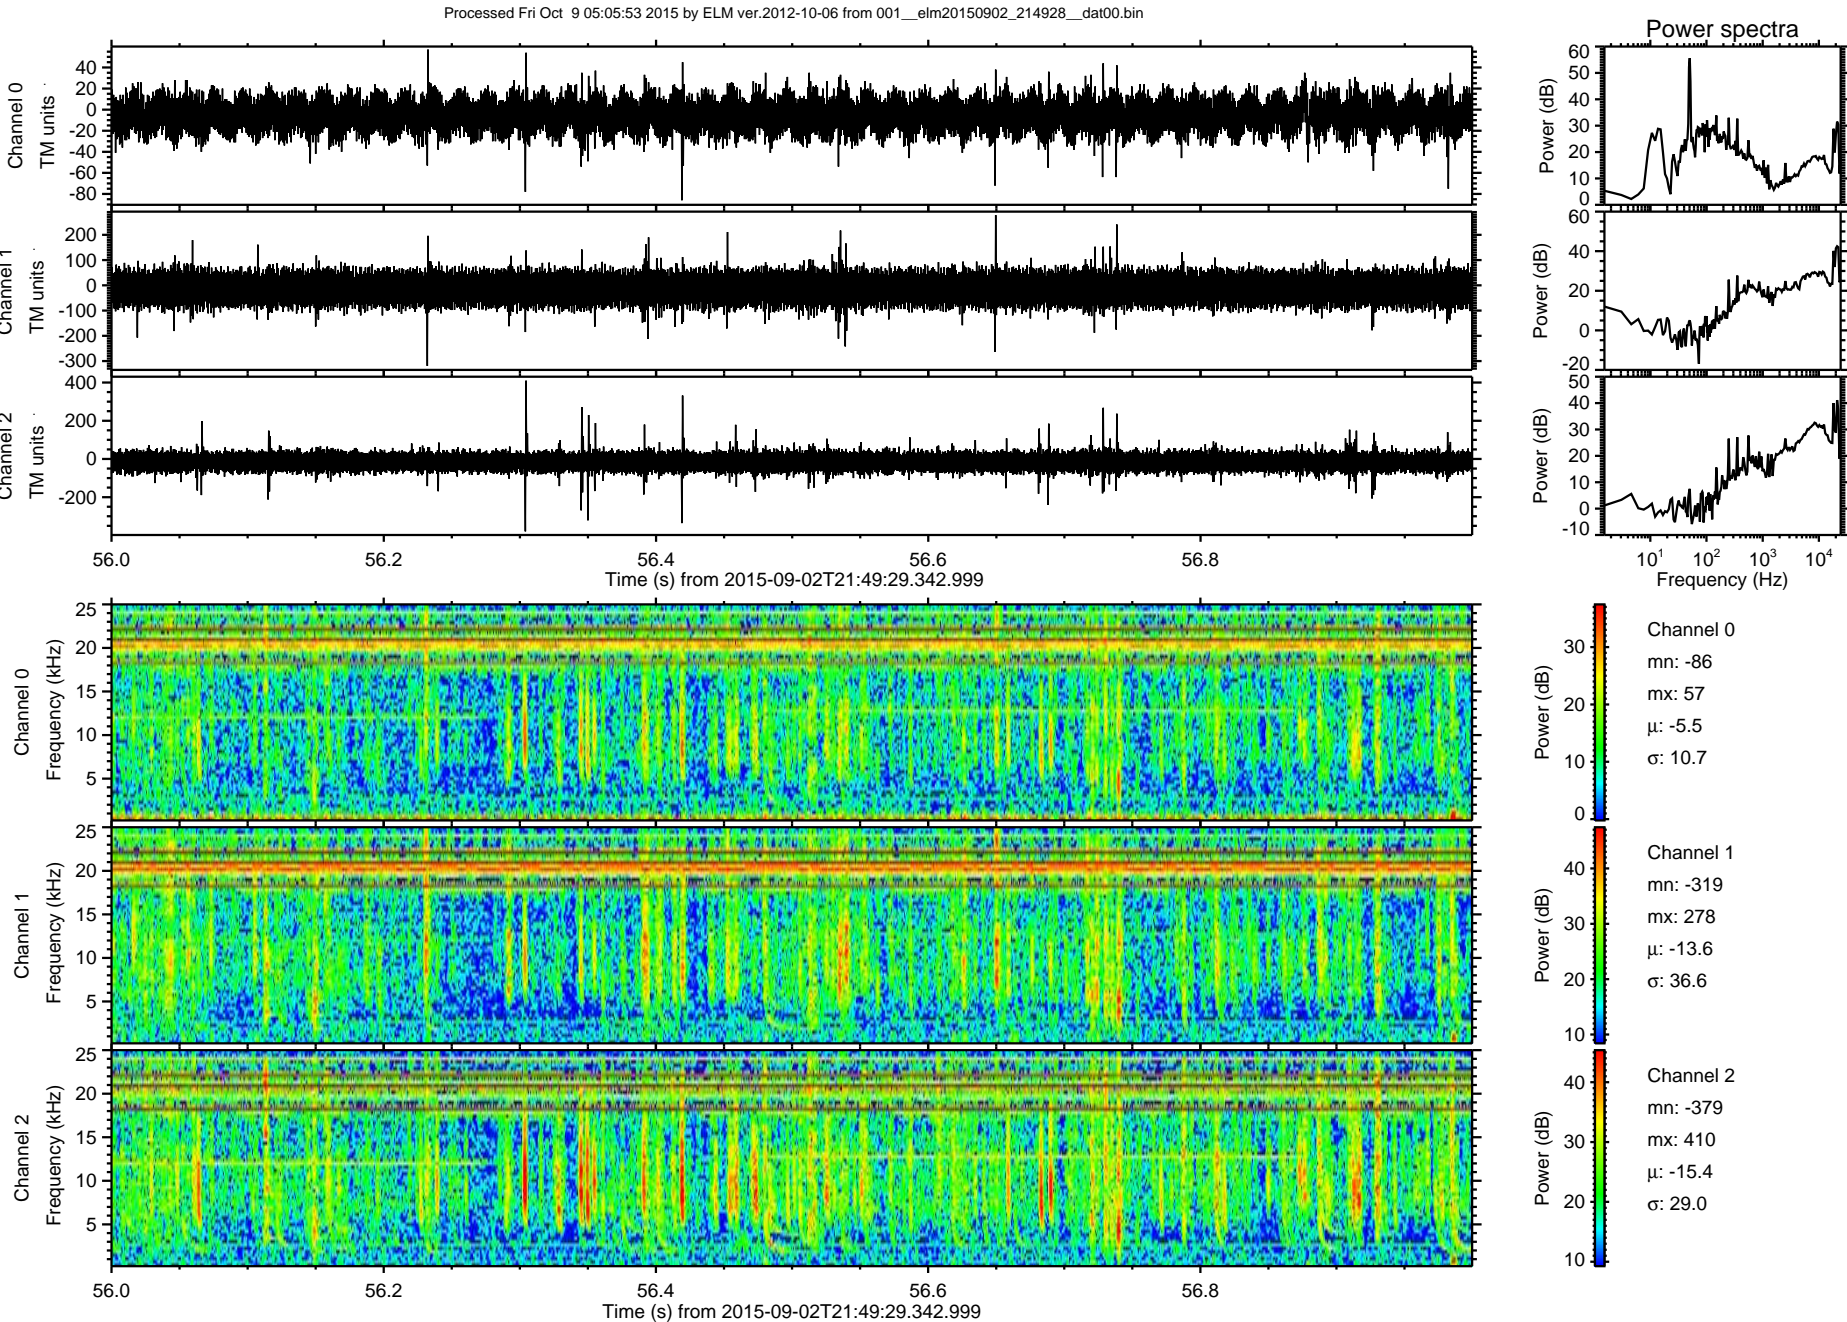 Processed Fri Oct  9 05:05:53 2015 by ELM ver.2012-10-06 from 001__elm20150902_214928__dat00.bin
Power spectra
Channel 0
TM units
40
20
0
-20
-40
-60
-80
Power (dB)
60
50
40
30
20
10
0
Channel 1
TM units
200
100
0
-100
-200
-300
Power (dB)
60
40
20
0
-20
Channel 2
TM units
400
200
0
-200
Power (dB)
50
40
30
20
10
0
-10
56.0
56.2
56.4
56.6
56.8
Time (s) from 2015-09-02T21:49:29.342.999
10^1
10^2
10^3
10^4
Frequency (Hz)
Channel 0
Frequency (kHz)
25
20
15
10
5
Power (dB)
30
20
10
0
Channel 0
mn: -86
mx: 57
µ: -5.5
σ: 10.7
Channel 1
Frequency (kHz)
25
20
15
10
5
Power (dB)
40
30
20
10
Channel 1
mn: -319
mx: 278
µ: -13.6
σ: 36.6
Channel 2
Frequency (kHz)
25
20
15
10
5
Power (dB)
40
30
20
10
Channel 2
mn: -379
mx: 410
µ: -15.4
σ: 29.0
56.0
56.2
56.4
56.6
56.8
Time (s) from 2015-09-02T21:49:29.342.999